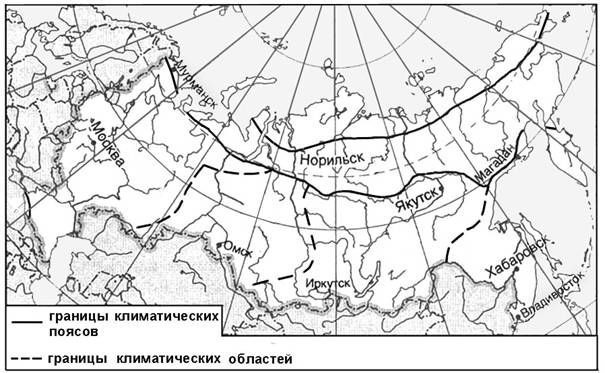 Мурманск
Москва
Норильск
Магадан
Якутск
Омск
Иркутск
Хабаровск
Владивосток
границы климатических
поясов
границы климатических областей